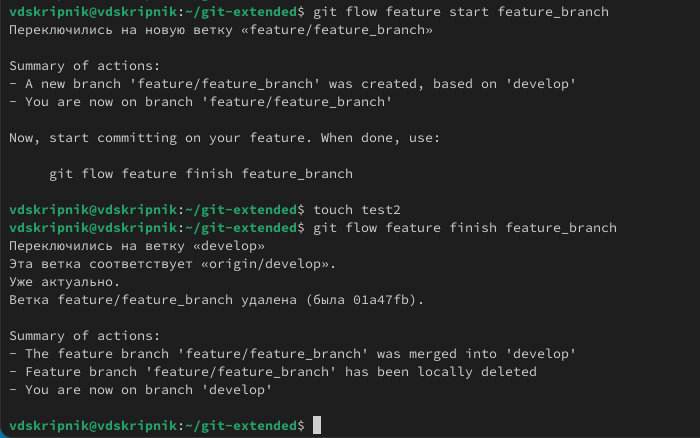 vdskripnik@vdskripnik:~/git-extended$ git flow feature start feature_branch
Переключились на новую ветку «feature/feature_branch»
Summary of actions:
- A new branch 'feature/feature_branch' was created, based on 'develop'
- You are now on branch 'feature/feature_branch'
Now, start committing on your feature. When done, use:
git flow feature finish feature_branch
vdskripnik@vdskripnik:~/git-extended$ touch test2
vdskripnik@vdskripnik:~/git-extended$ git flow feature finish feature_branch
Переключились на ветку «develop»
Эта ветка соответствует «origin/develop».
Уже актуально.
Ветка feature/feature_branch удалена (была 01a47fb).
Summary of actions:
- The feature branch 'feature/feature_branch' was merged into 'develop'
- Feature branch 'feature/feature_branch' has been locally deleted
- You are now on branch 'develop'
vdskripnik@vdskripnik:~/git-extended$